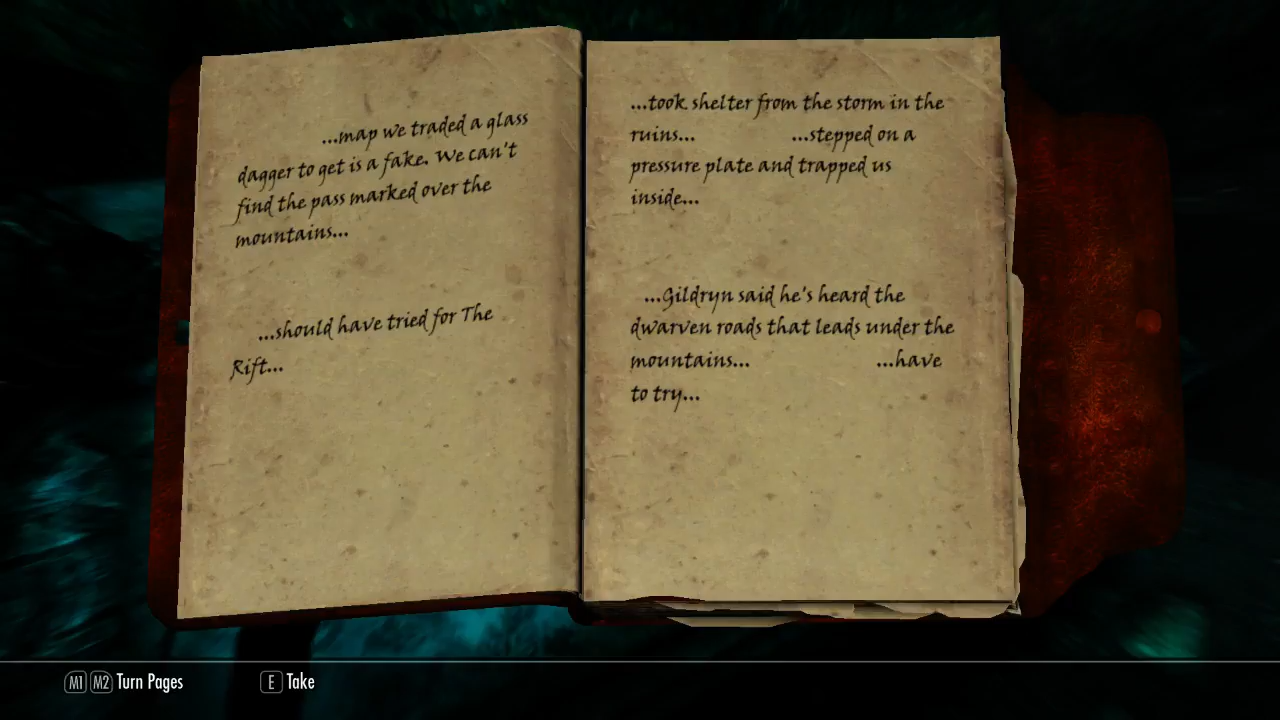 ...map we traded a glass
dagger to get is a fake. We can't
find the pass marked over the
mountains...
...should have tried for The
Rift...
...took shelter from the storm in the
ruins... ...stepped on a
pressure plate and trapped us
inside...
...Gildryn said he's heard the
dwarven roads that leads under the
mountains... ...have
to try...
M1 M2 Turn Pages
E Take